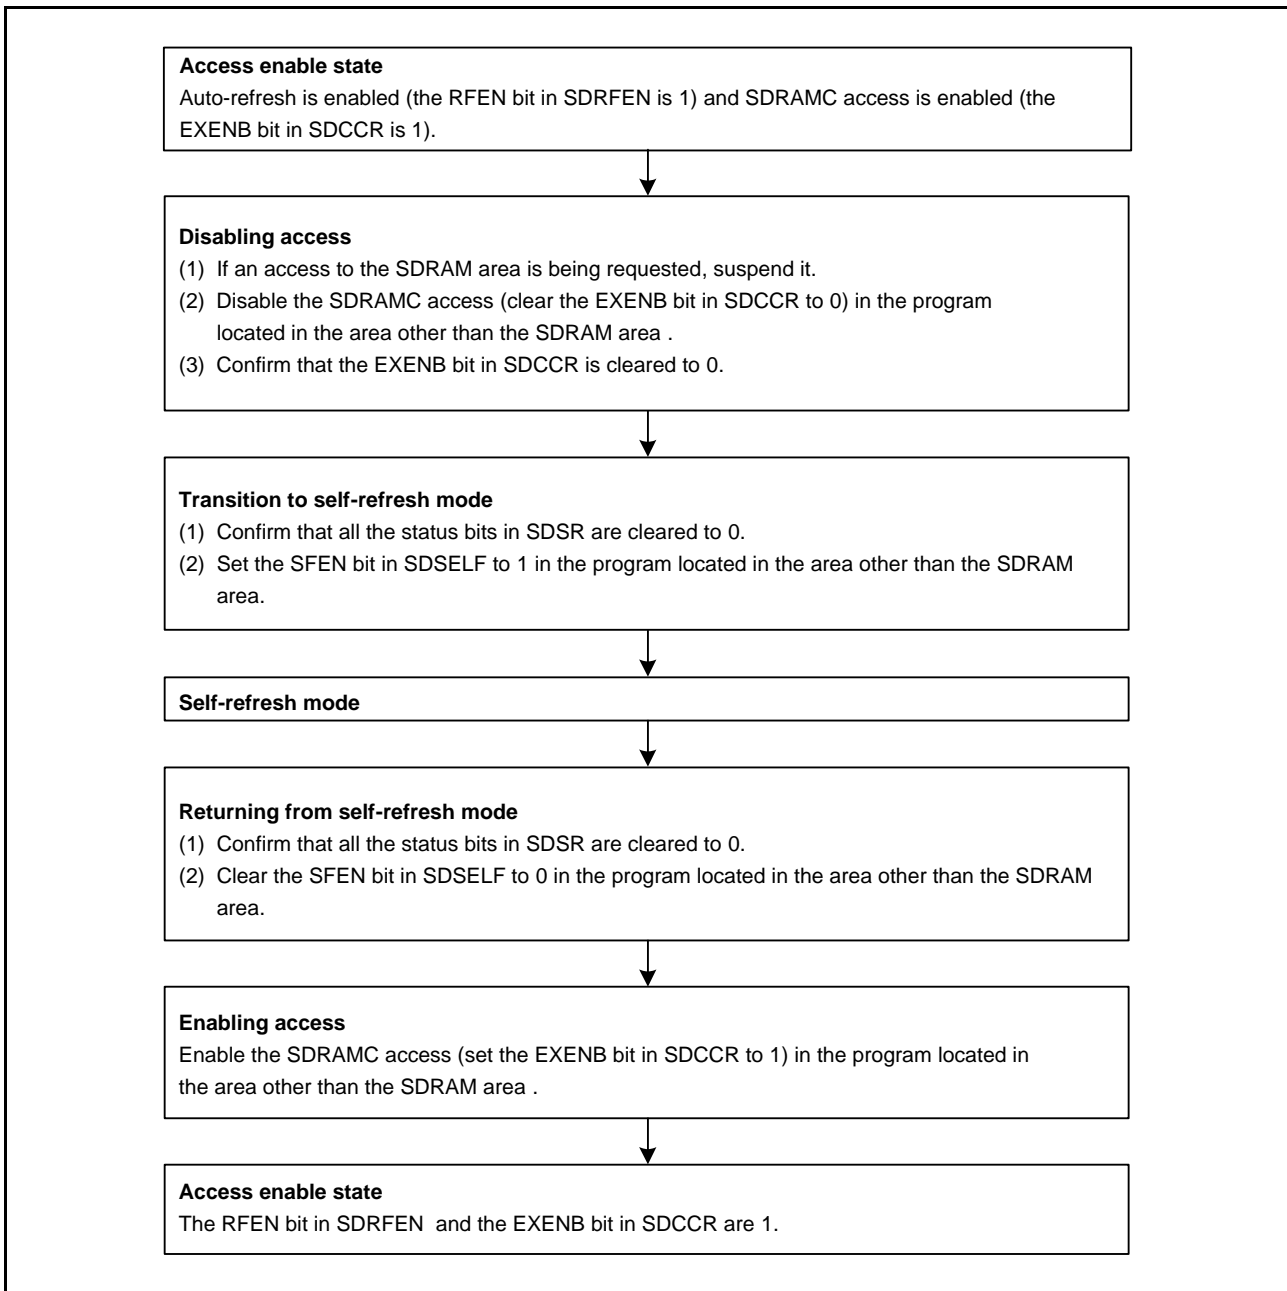 Access enable state
Auto-refresh is enabled (the RFEN bit in SDRFEN is 1) and SDRAMC access is enabled (the
EXENB bit in SDCCR is 1).
Disabling access
(1) If an access to the SDRAM area is being requested, suspend it.
(2) Disable the SDRAMC access (clear the EXENB bit in SDCCR to 0) in the program
located in the area other than the SDRAM area .
(3) Confirm that the EXENB bit in SDCCR is cleared to 0.
Transition to self-refresh mode
(1) Confirm that all the status bits in SDSR are cleared to 0.
(2) Set the SFEN bit in SDSELF to 1 in the program located in the area other than the SDRAM
area.
Self-refresh mode
Returning from self-refresh mode
(1) Confirm that all the status bits in SDSR are cleared to 0.
(2) Clear the SFEN bit in SDSELF to 0 in the program located in the area other than the SDRAM
area.
Enabling access
Enable the SDRAMC access (set the EXENB bit in SDCCR to 1) in the program located in
the area other than the SDRAM area .
Access enable state
The RFEN bit in SDRFEN  and the EXENB bit in SDCCR are 1.